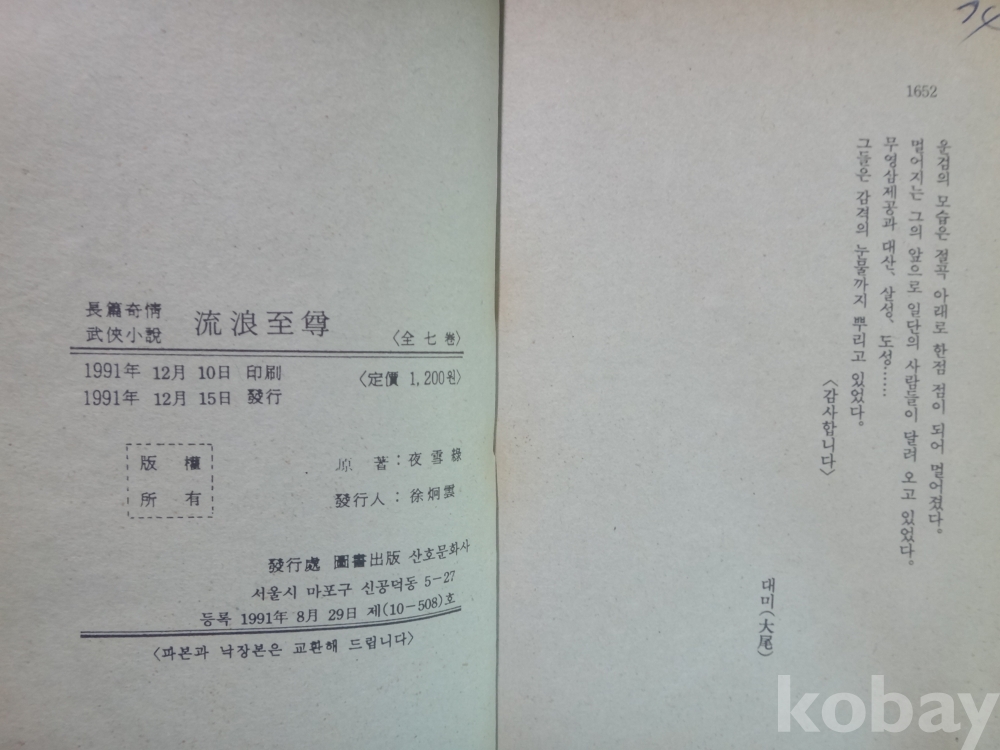 長篇奇情
武俠小說
流浪至尊
〈全七卷〉
1991年 12月 10日 印刷
1991年 12月 15日 發行
〈定價 1,200원〉
版權
所有
原著:夜雪綠
發行人:徐炯雲
發行處 圖書出版 산호문화사
서울시 마포구 신공덕동 5-27
등록 1991年 8月 29日 제(10-508)호
〈파본과 낙장본은 교환해 드립니다〉
1652
운검의 모습은 절곡 아래로 한점 점이 되어 멀어졌다.
멀어지는 그의 앞으로 일단의 사람들이 달려 오고 있었다.
무영삼제공과 대산, 살성, 도성……
그들은 감격의 눈물까지 뿌리고 있었다.
〈감사합니다〉
대미(大尾)
kobay